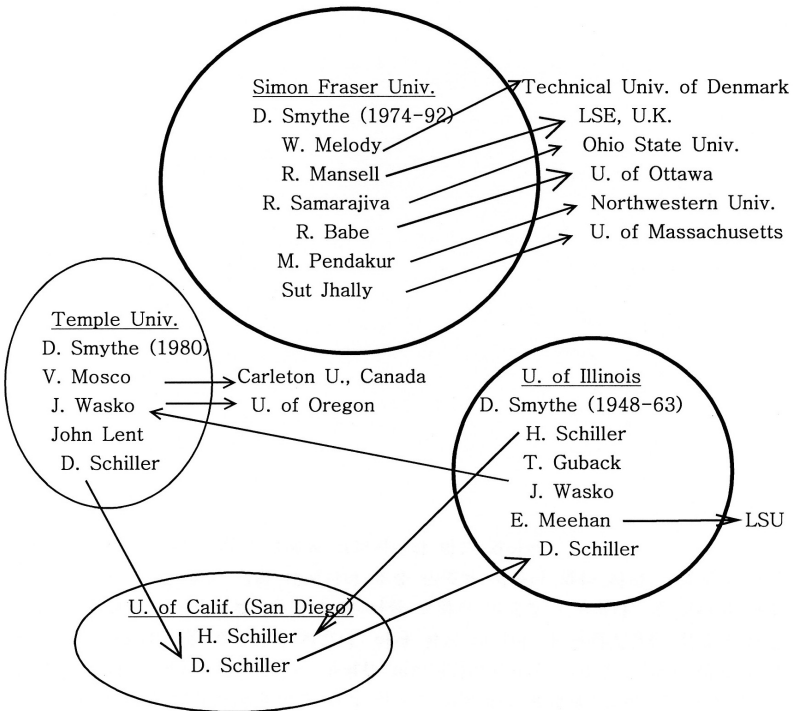 Simon Fraser Univ.
D. Smythe (1974-92)
W. Melody
R. Mansell
R. Samarajiva
R. Babe
M. Pendakur
Sut Jhally
Technical Univ. of Denmark
LSE, U.K.
Ohio State Univ.
U. of Ottawa
Northwestern Univ.
U. of Massachusetts
Temple Univ.
D. Smythe (1980)
V. Mosco
J. Wasko
John Lent
D. Schiller
Carleton U., Canada
U. of Oregon
U. of Illinois
D. Smythe (1948-63)
H. Schiller
T. Guback
J. Wasko
E. Meehan
D. Schiller
LSU
U. of Calif. (San Diego)
H. Schiller
D. Schiller